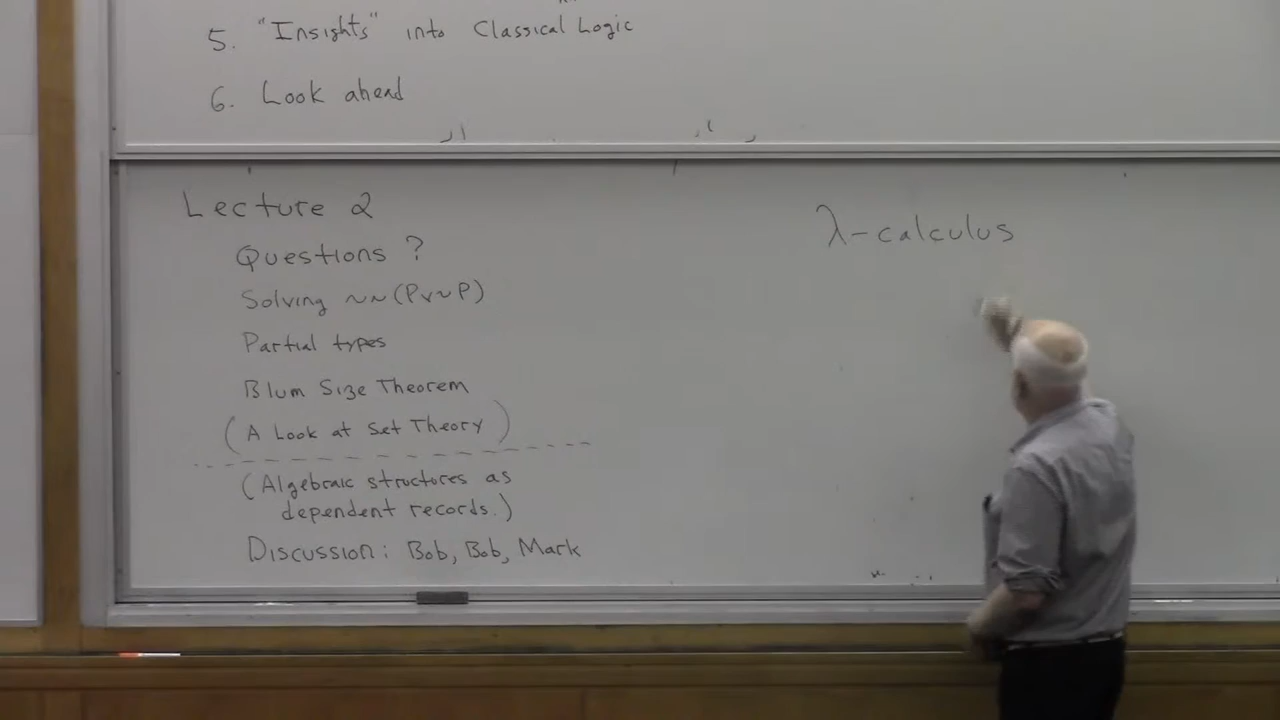 5. "Insights" into Classical Logic
6. Look ahead
Lecture 2
Questions ?
Solving ~~(Pv~P)
Partial types
Blum Size Theorem
(A Look at Set Theory)
(Algebraic structures as
dependent records.)
Discussion: Bob, Bob, Mark
λ-calculus